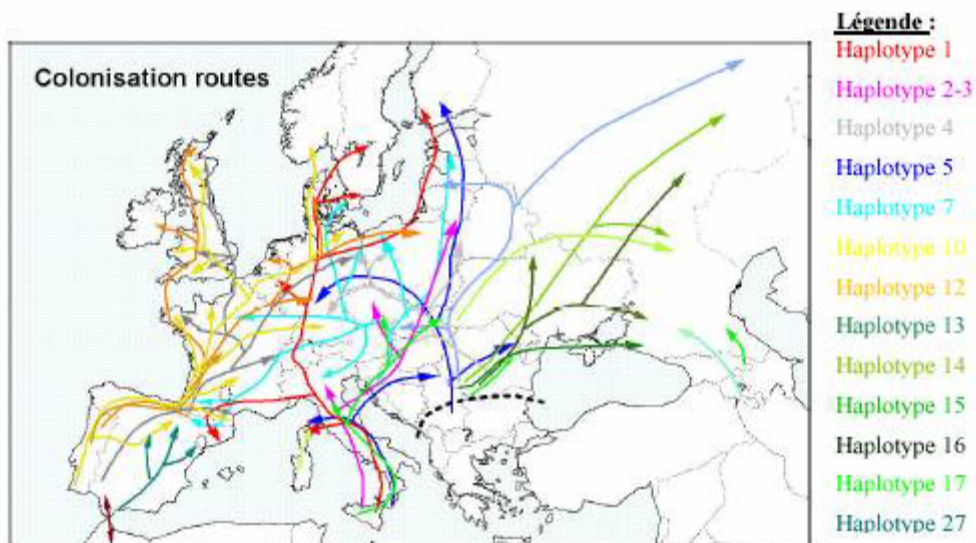 Légende :
Colonisation routes
Haplotype 1
Haplotype 2-3
Haplotype 4
Haplotype 5
Haplotype 7
Haplotype 10
Haplotype 12
Haplotype 13
Haplotype 14
Haplotype 15
Haplotype 16
Haplotype 17
Haplotype 27
?